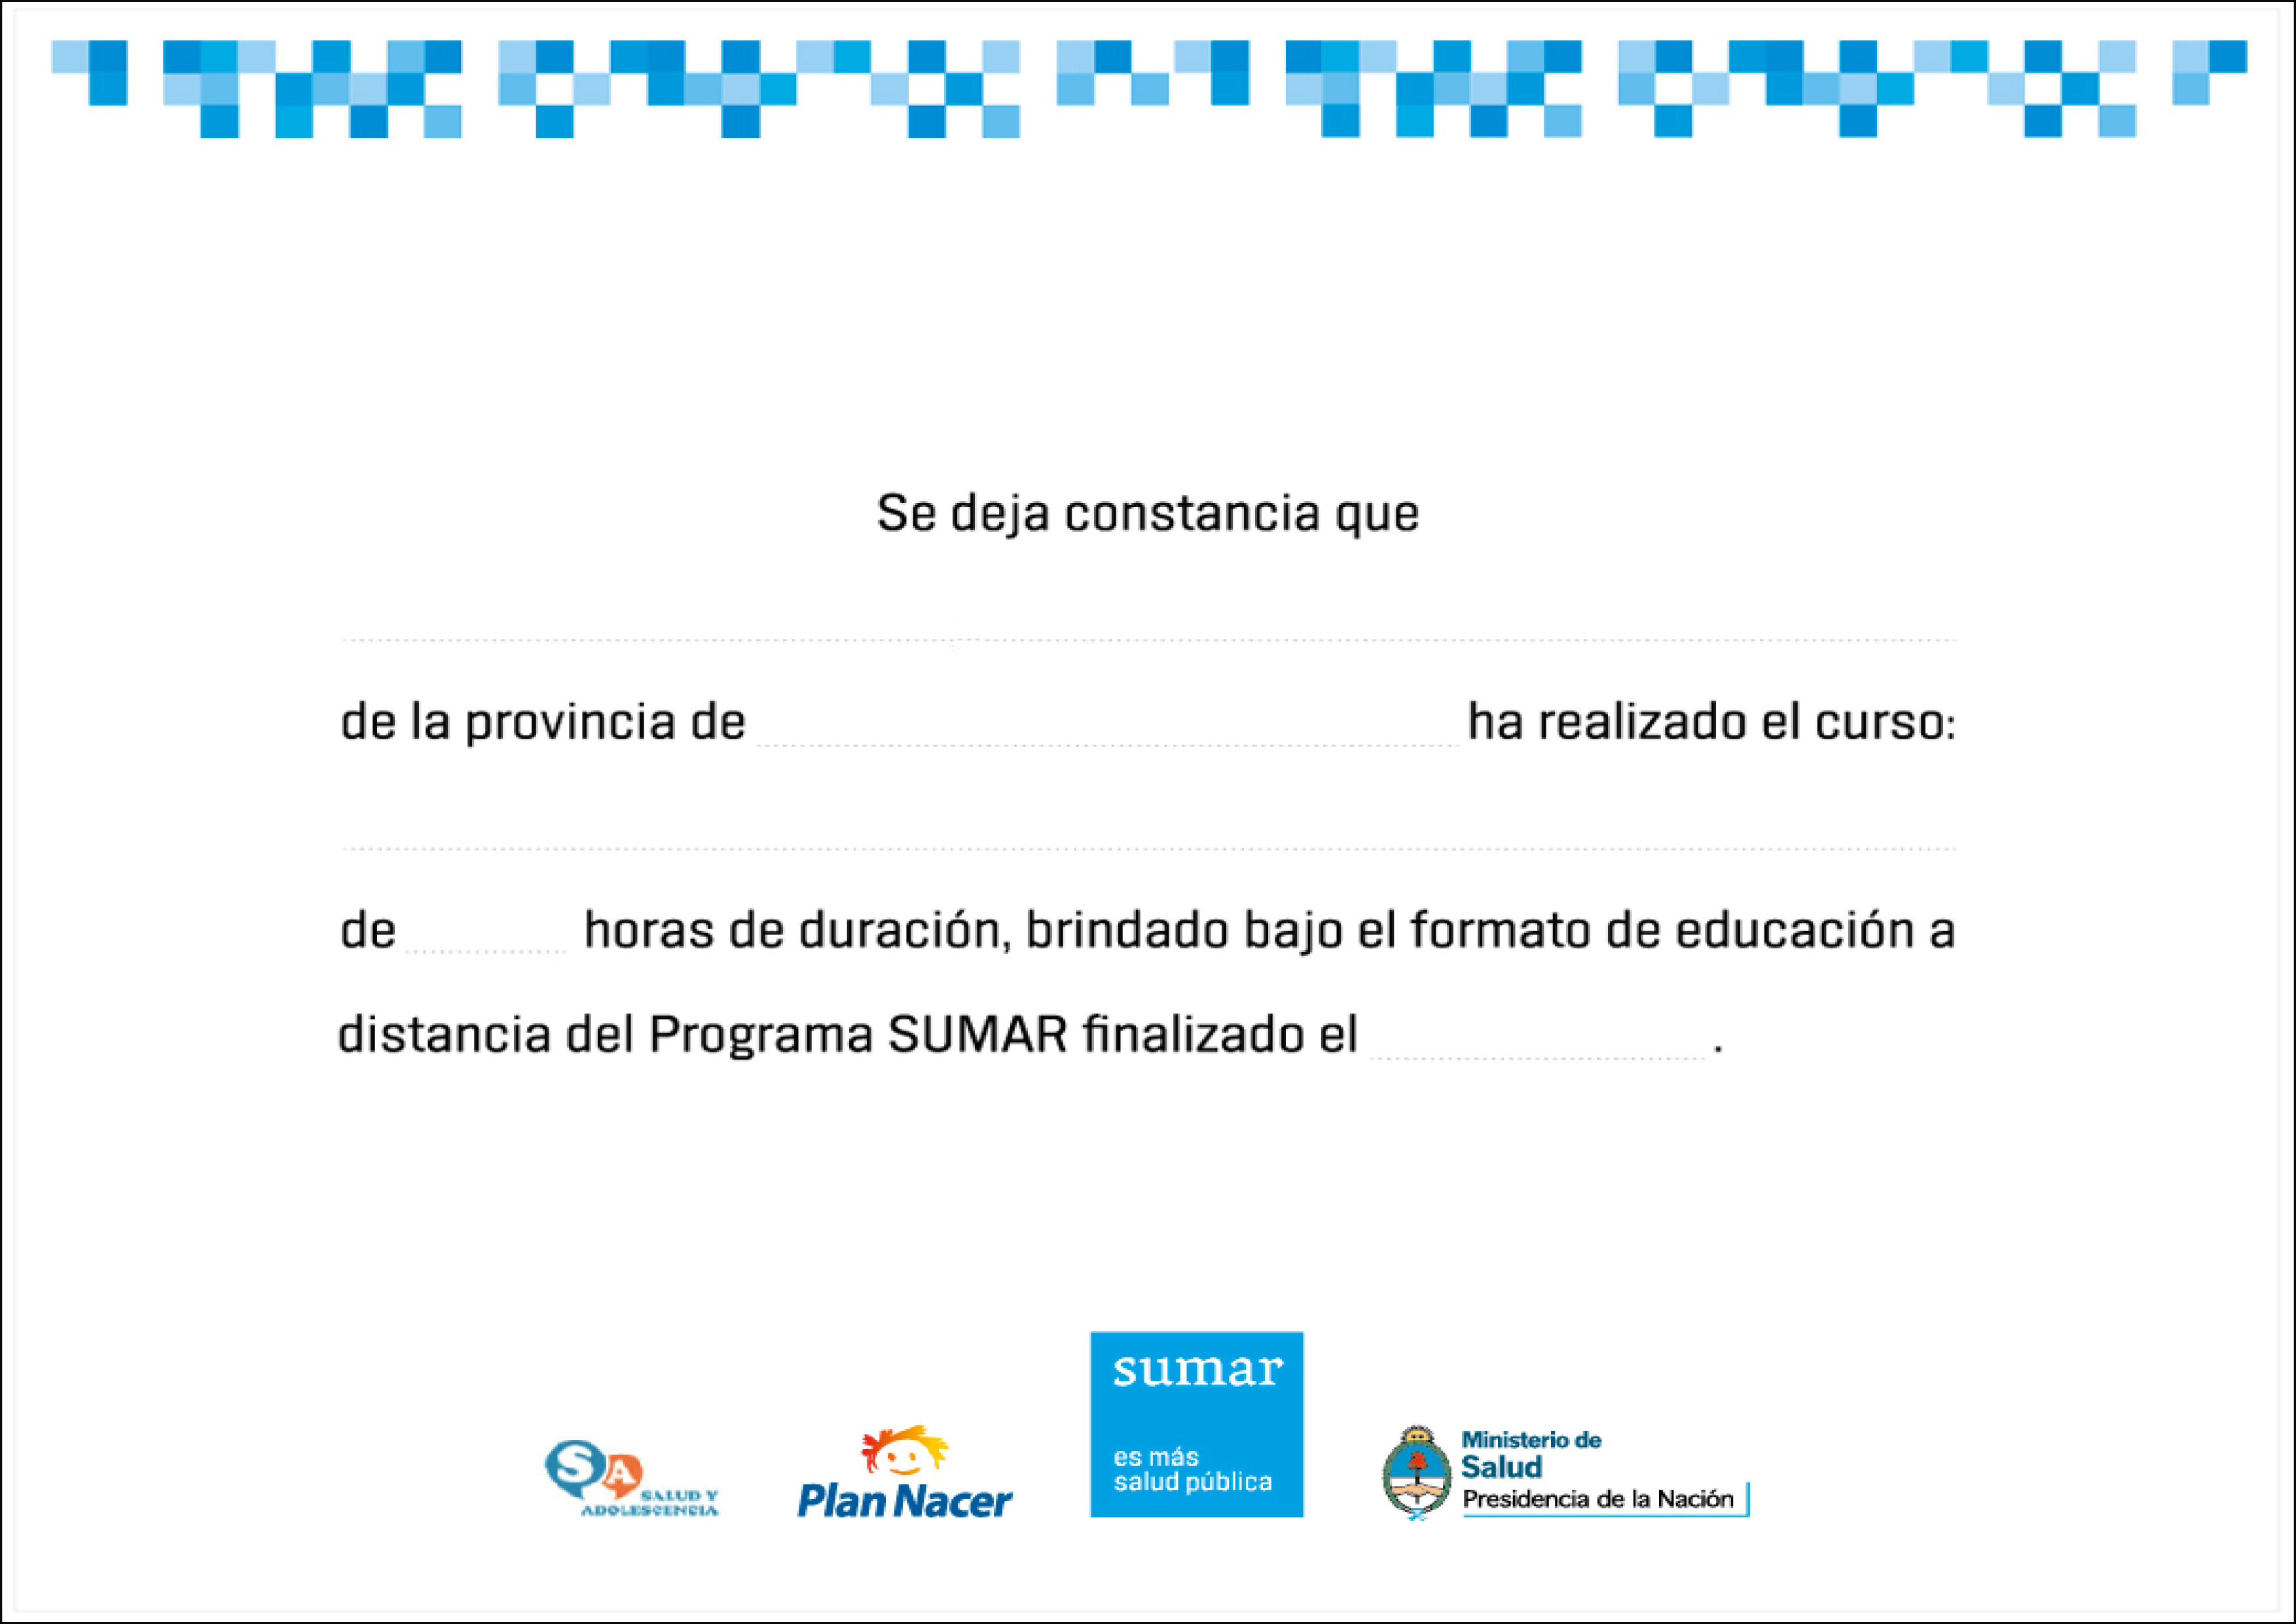 Se deja constancia que
de la provincia de ha realizado el curso:
de horas de duración, brindado bajo el formato de educación a
distancia del Programa SUMAR finalizado el .
SA
SALUD Y
ADOLESCENCIA
Plan Nacer
sumar
es más
salud pública
Ministerio de
Salud
Presidencia de la Nación